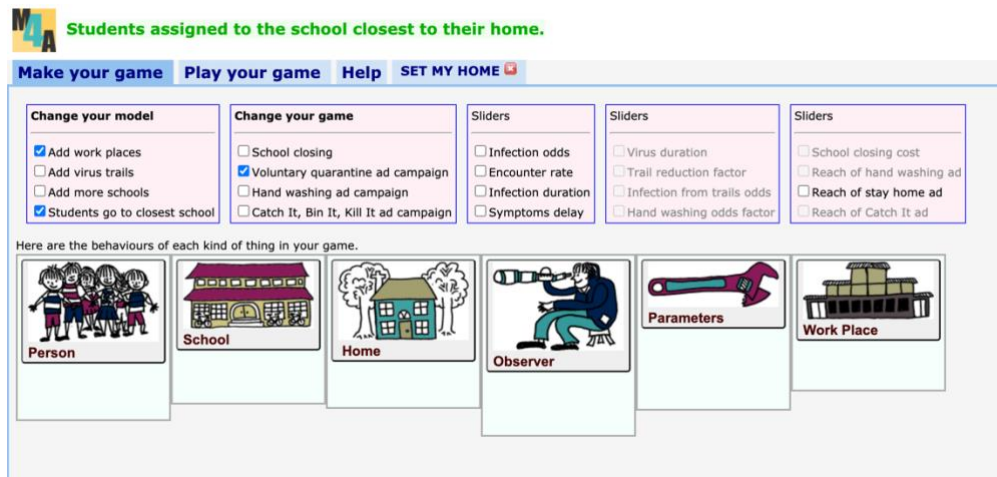 M4A
Students assigned to the school closest to their home.
Make your game
Play your game
Help
SET MY HOME
Change your model
Add work places
Add virus trails
Add more schools
Students go to closest school
Change your game
School closing
Voluntary quarantine ad campaign
Hand washing ad campaign
Catch It, Bin It, Kill It ad campaign
Sliders
Infection odds
Encounter rate
Infection duration
Symptoms delay
Sliders
Virus duration
Trail reduction factor
Infection from trails odds
Hand washing odds factor
Sliders
School closing cost
Reach of hand washing ad
Reach of stay home ad
Reach of Catch It ad
Here are the behaviours of each kind of thing in your game.
Person
School
Home
Observer
Parameters
Work Place